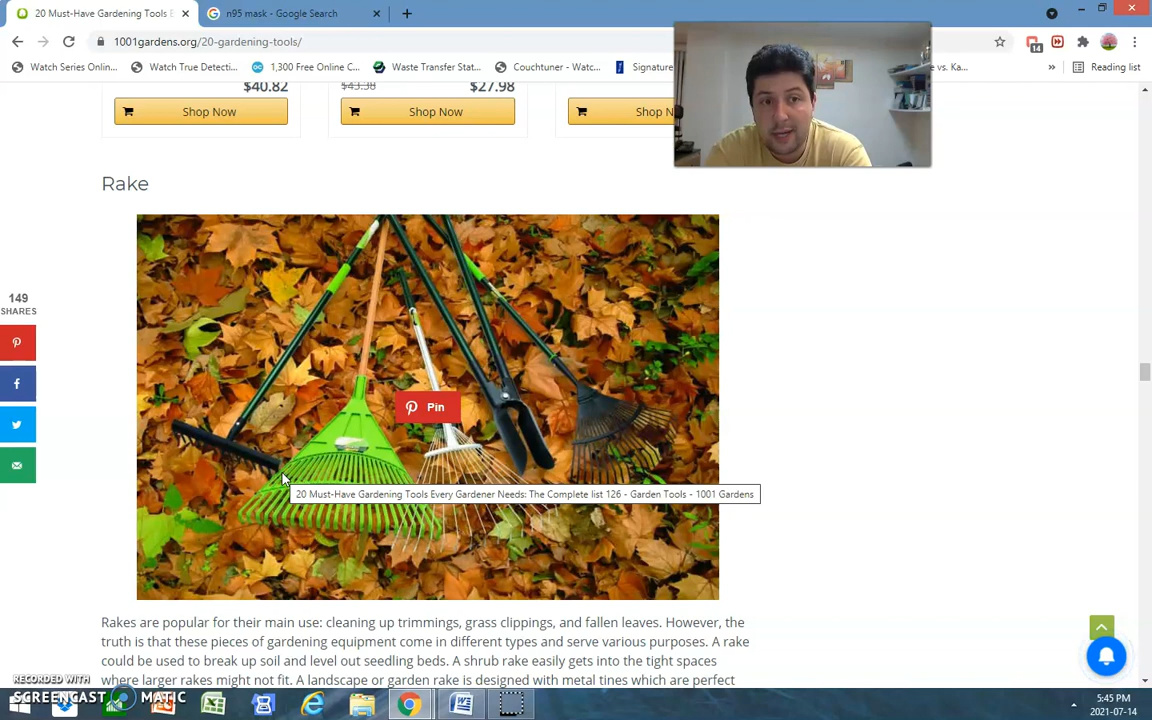 20 Must-Have Gardening Tools E
n95 mask - Google Search
1001gardens.org/20-gardening-tools/
14
Watch Series Onlin...
Watch True Detecti...
1,300 Free Online C...
Waste Transfer Stat...
Couchtuner - Watc...
Signature
e vs. Ka...
»
Reading list
$40.82
$43.38
$27.98
Shop Now
Shop Now
Shop N
Rake
149
SHARES
Pin
20 Must-Have Gardening Tools Every Gardener Needs: The Complete list 126 - Garden Tools - 1001 Gardens
Rakes are popular for their main use: cleaning up trimmings, grass clippings, and fallen leaves. However, the
truth is that these pieces of gardening equipment come in different types and serve various purposes. A rake
could be used to break up soil and level out seedling beds. A shrub rake easily gets into the tight spaces
where larger rakes might not fit. A landscape or garden rake is designed with metal tines which are perfect
RECORDED WITH
SCREENCAST MATIC
5:45 PM
2021-07-14